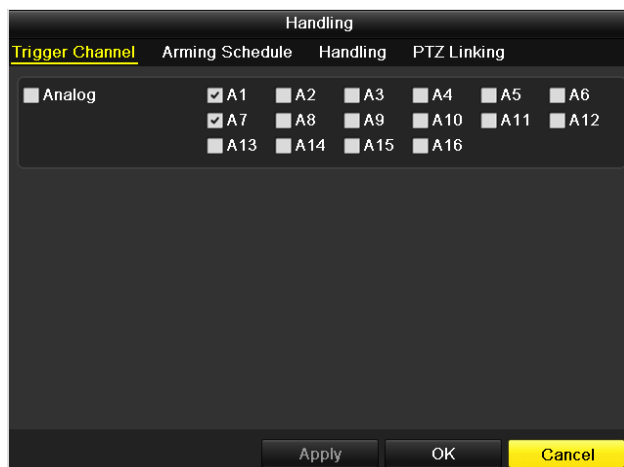 Handling
Trigger Channel Arming Schedule Handling PTZ Linking
Analog A1 A2 A3 A4 A5 A6
A7 A8 A9 A10 A11 A12
A13 A14 A15 A16
Apply OK Cancel